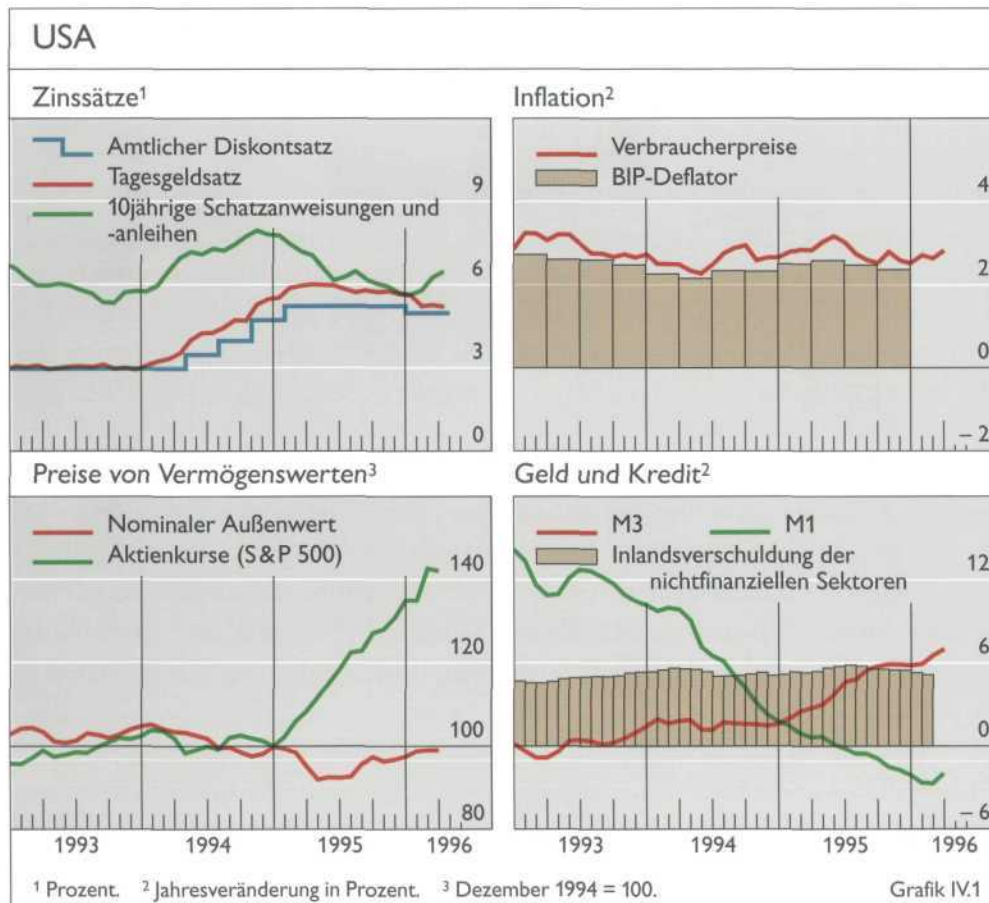 USA
Zinssätze¹
Amtlicher Diskontsatz
Tagesgeldsatz
10jährige Schatzanweisungen und
-anleihen
9
6
3
0
Inflation²
Verbraucherpreise
BIP-Deflator
4
2
0
– 2
Preise von Vermögenswerten³
Nominaler Außenwert
Aktienkurse (S & P 500)
140
120
100
80
1993 1994 1995 1996
Geld und Kredit²
M3 M1
Inlandsverschuldung der
nichtfinanziellen Sektoren
12
6
0
– 6
1993 1994 1995 1996
¹ Prozent. ² Jahresveränderung in Prozent. ³ Dezember 1994 = 100. Grafik IV.1